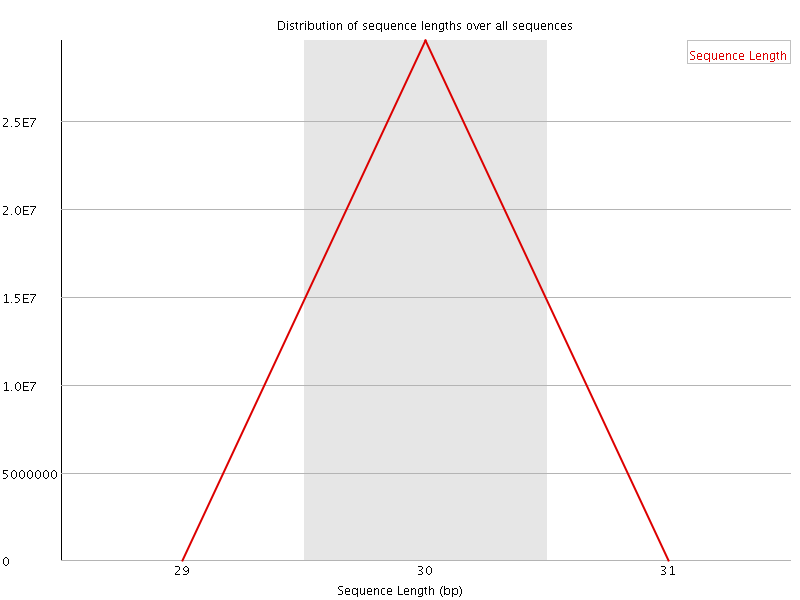 Distribution of sequence lengths over all sequences
Sequence Length
2.5E7
2.0E7
1.5E7
1.0E7
5000000
0
29 30 31
Sequence Length (bp)